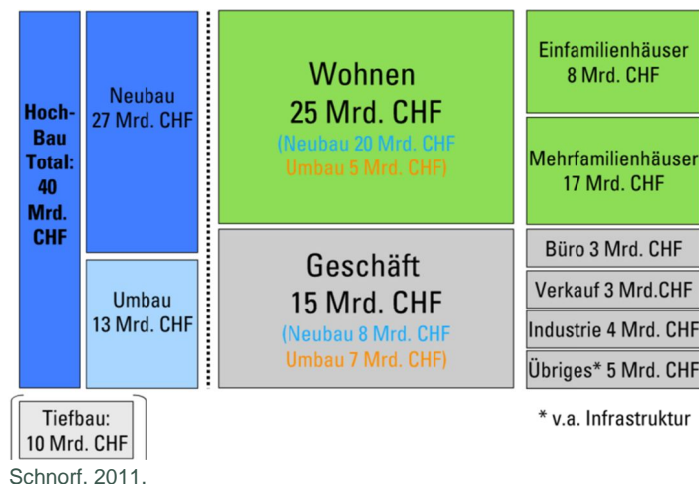 Hoch-
Bau
Total:
40
Mrd.
CHF
Neubau
27 Mrd. CHF
Umbau
13 Mrd. CHF
Wohnen
25 Mrd. CHF
(Neubau 20 Mrd. CHF
Umbau 5 Mrd. CHF)
Geschäft
15 Mrd. CHF
(Neubau 8 Mrd. CHF
Umbau 7 Mrd. CHF)
Einfamilienhäuser
8 Mrd. CHF
Mehrfamilienhäuser
17 Mrd. CHF
Büro 3 Mrd. CHF
Verkauf 3 Mrd.CHF
Industrie 4 Mrd. CHF
Übriges* 5 Mrd. CHF
Tiefbau:
10 Mrd. CHF
* v.a. Infrastruktur
Schnorf, 2011.